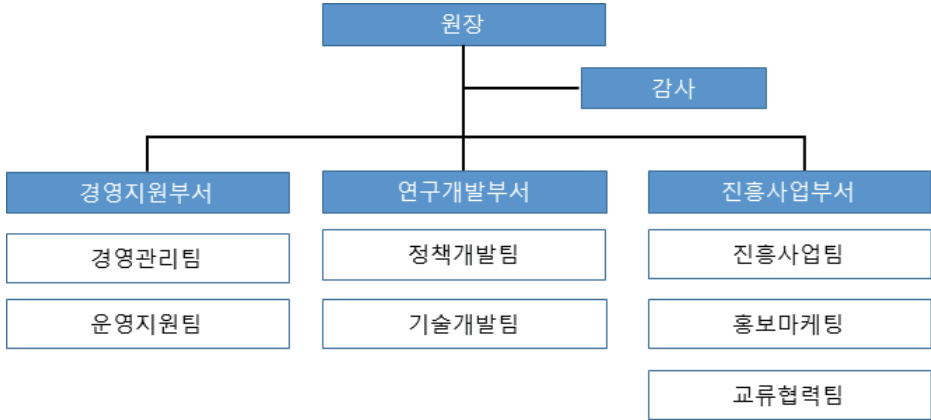 원장
감사
경영지원부서
연구개발부서
진흥사업부서
경영관리팀
정책개발팀
진흥사업팀
운영지원팀
기술개발팀
홍보마케팅
교류협력팀